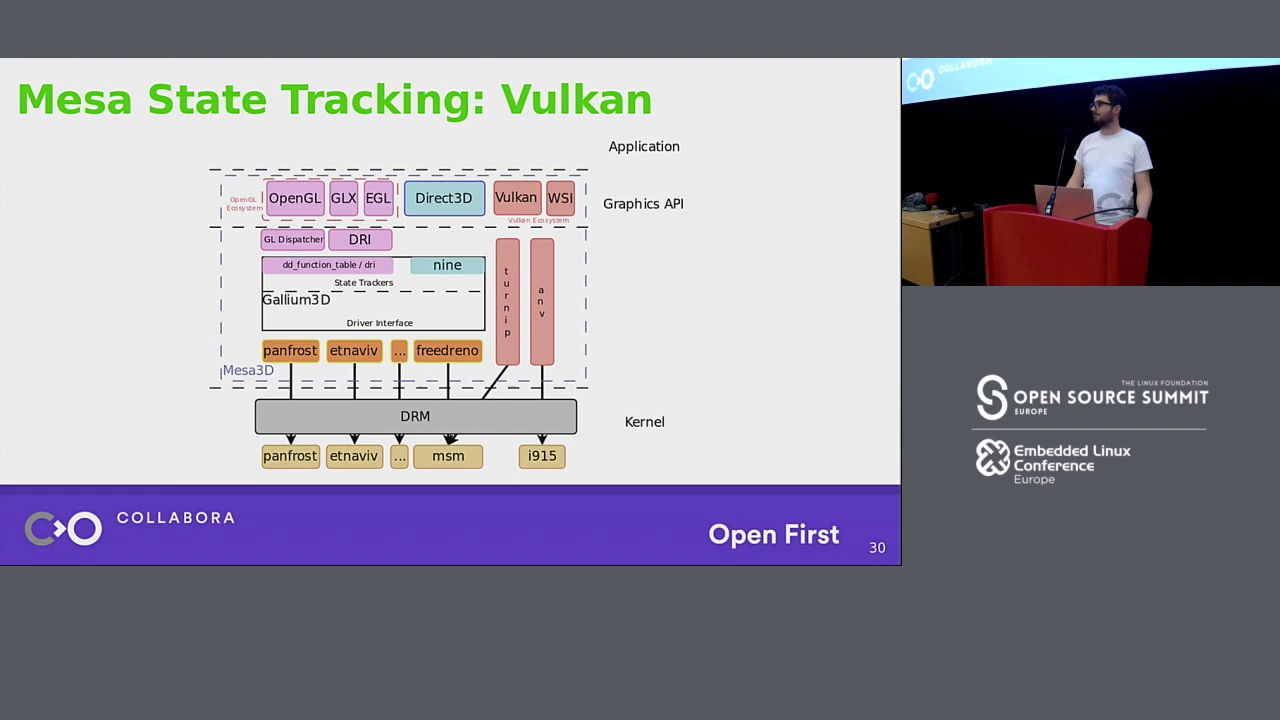 Mesa State Tracking: Vulkan
Application
OpenGL
Ecosystem
OpenGL
GLX
EGL
Direct3D
Vulkan
WSI
Vulkan Ecosystem
Graphics API
GL Dispatcher
DRI
dd_function_table / dri
nine
State Trackers
Gallium3D
Driver Interface
turnip
anv
panfrost
etnaviv
...
freedreno
Mesa3D
DRM
Kernel
panfrost
etnaviv
...
msm
i915
COLLABORA
Open First
30
COLLABORA
THE LINUX FOUNDATION
OPEN SOURCE SUMMIT
EUROPE
Embedded Linux
Conference
Europe